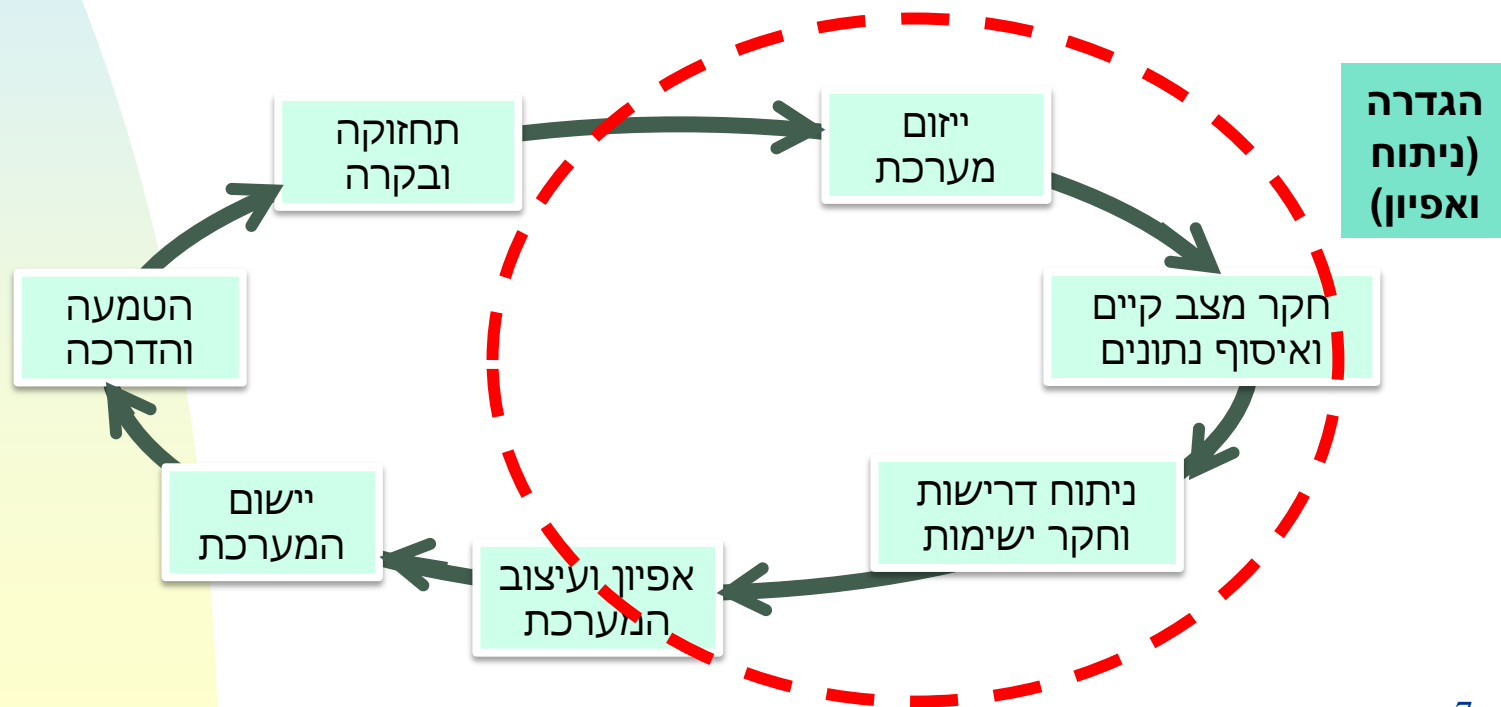 הגדרה
(ניתוח
ואפיון)
ייזום
מערכת
חקר מצב קיים
ואיסוף נתונים
ניתוח דרישות
וחקר ישימות
אפיון ועיצוב
המערכת
יישום
המערכת
הטמעה
והדרכה
תחזוקה
ובקרה
7